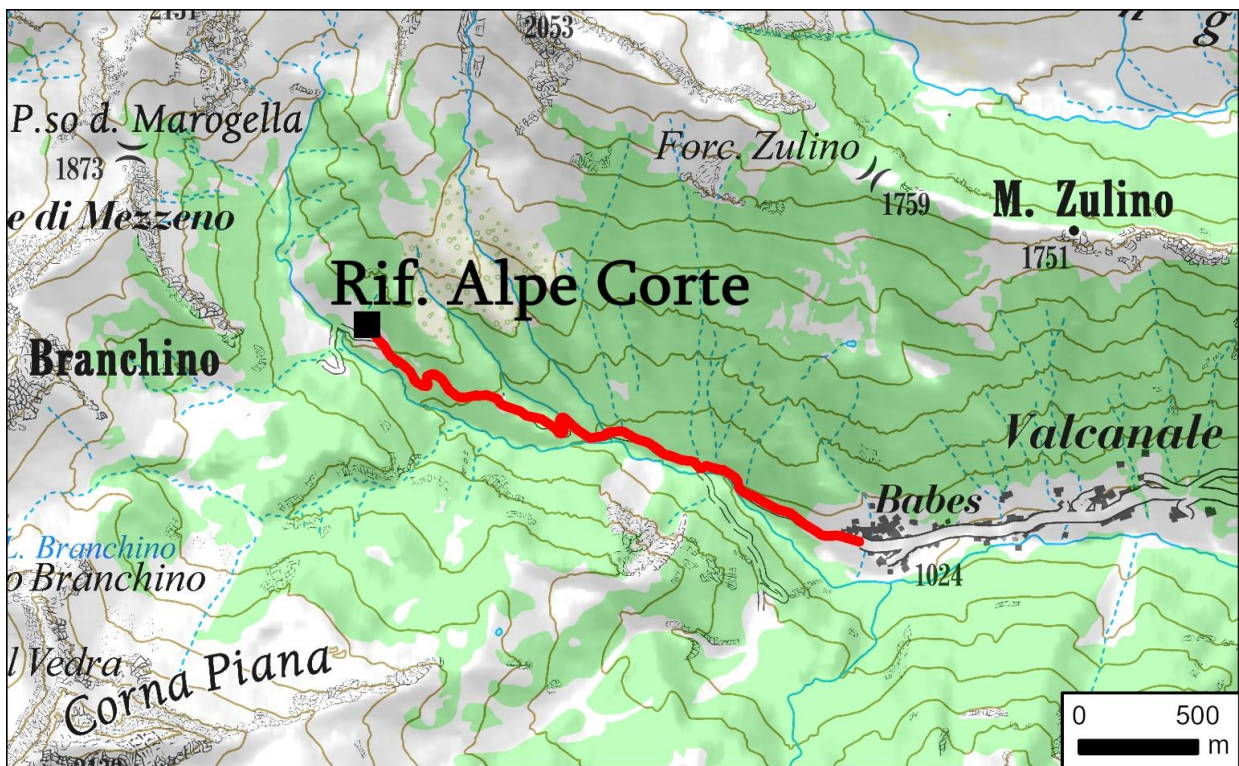 2053
P.so d. Marogella
1873
e di Mezzeno
Forc. Zulino
1759
M. Zulino
1751
Rif. Alpe Corte
Branchino
Valcanale
Babes
1024
L. Branchino
o Branchino
l Vedra
Corna Piana
0 500
m